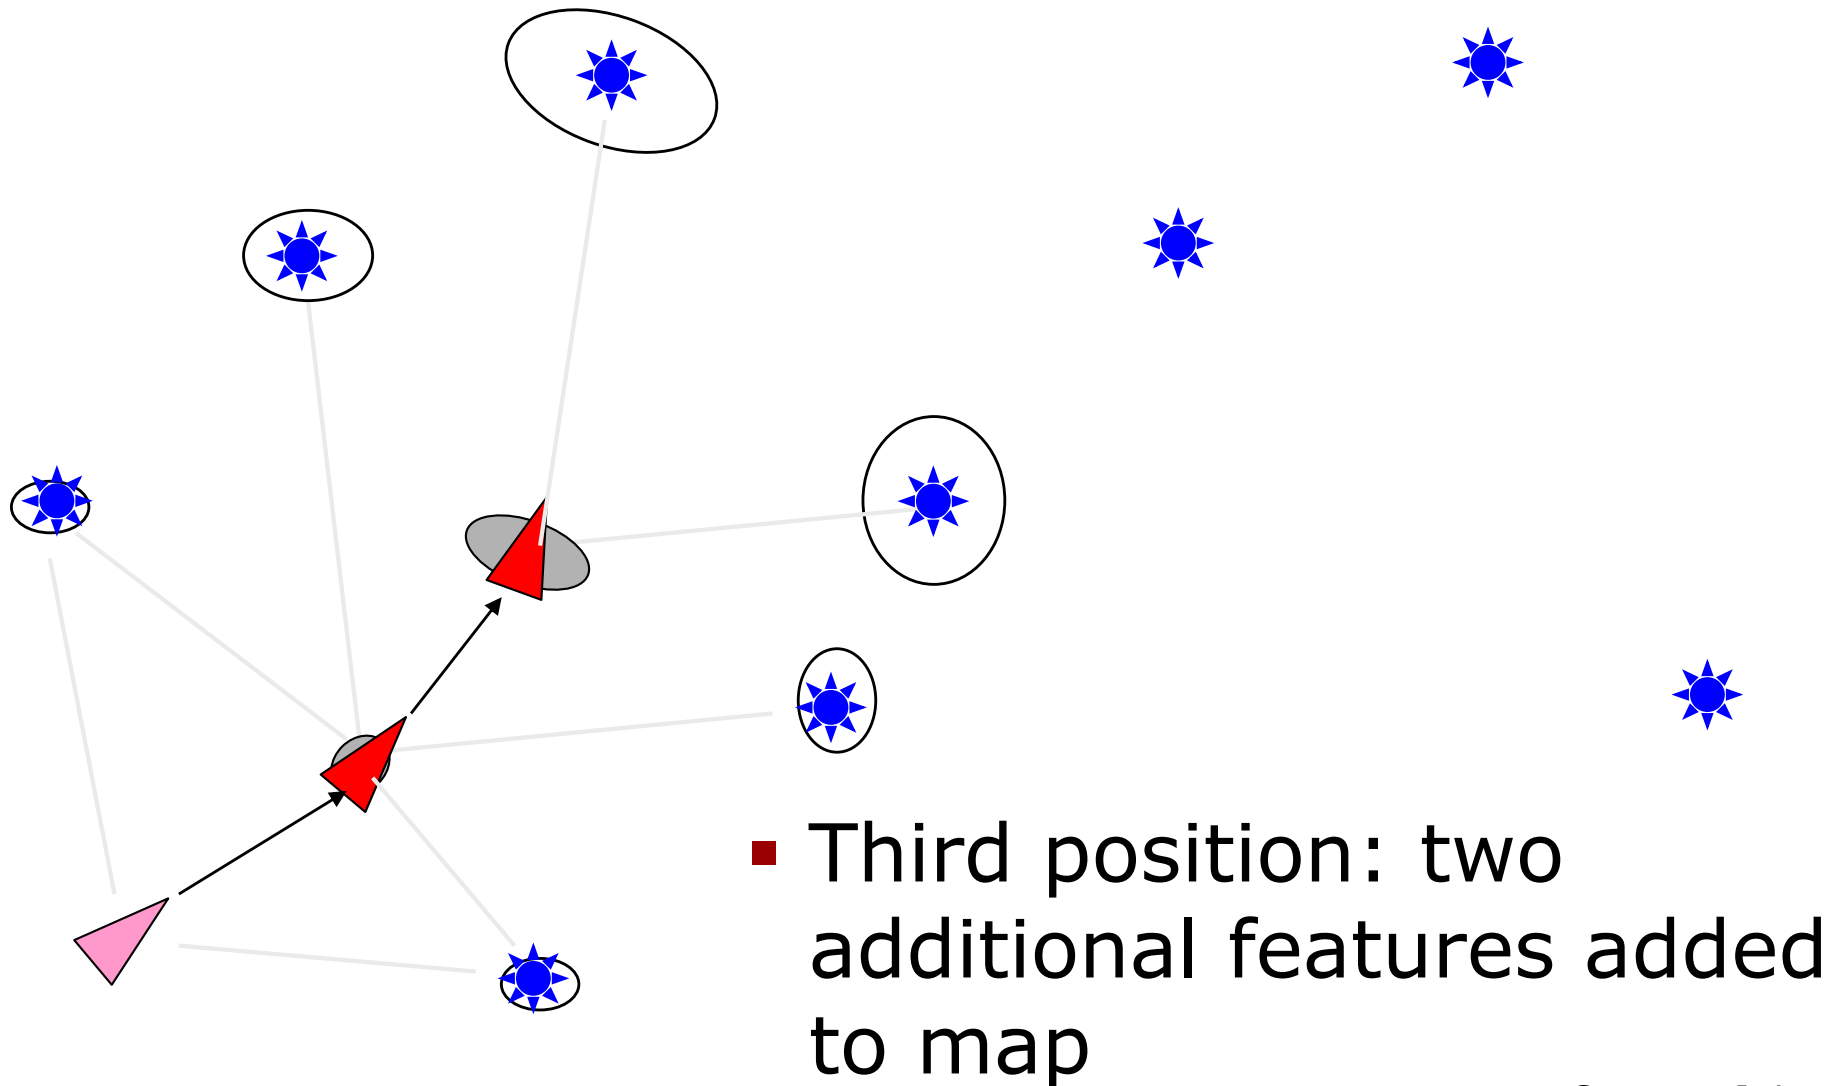 ▪ Third position: two
additional features added
to map